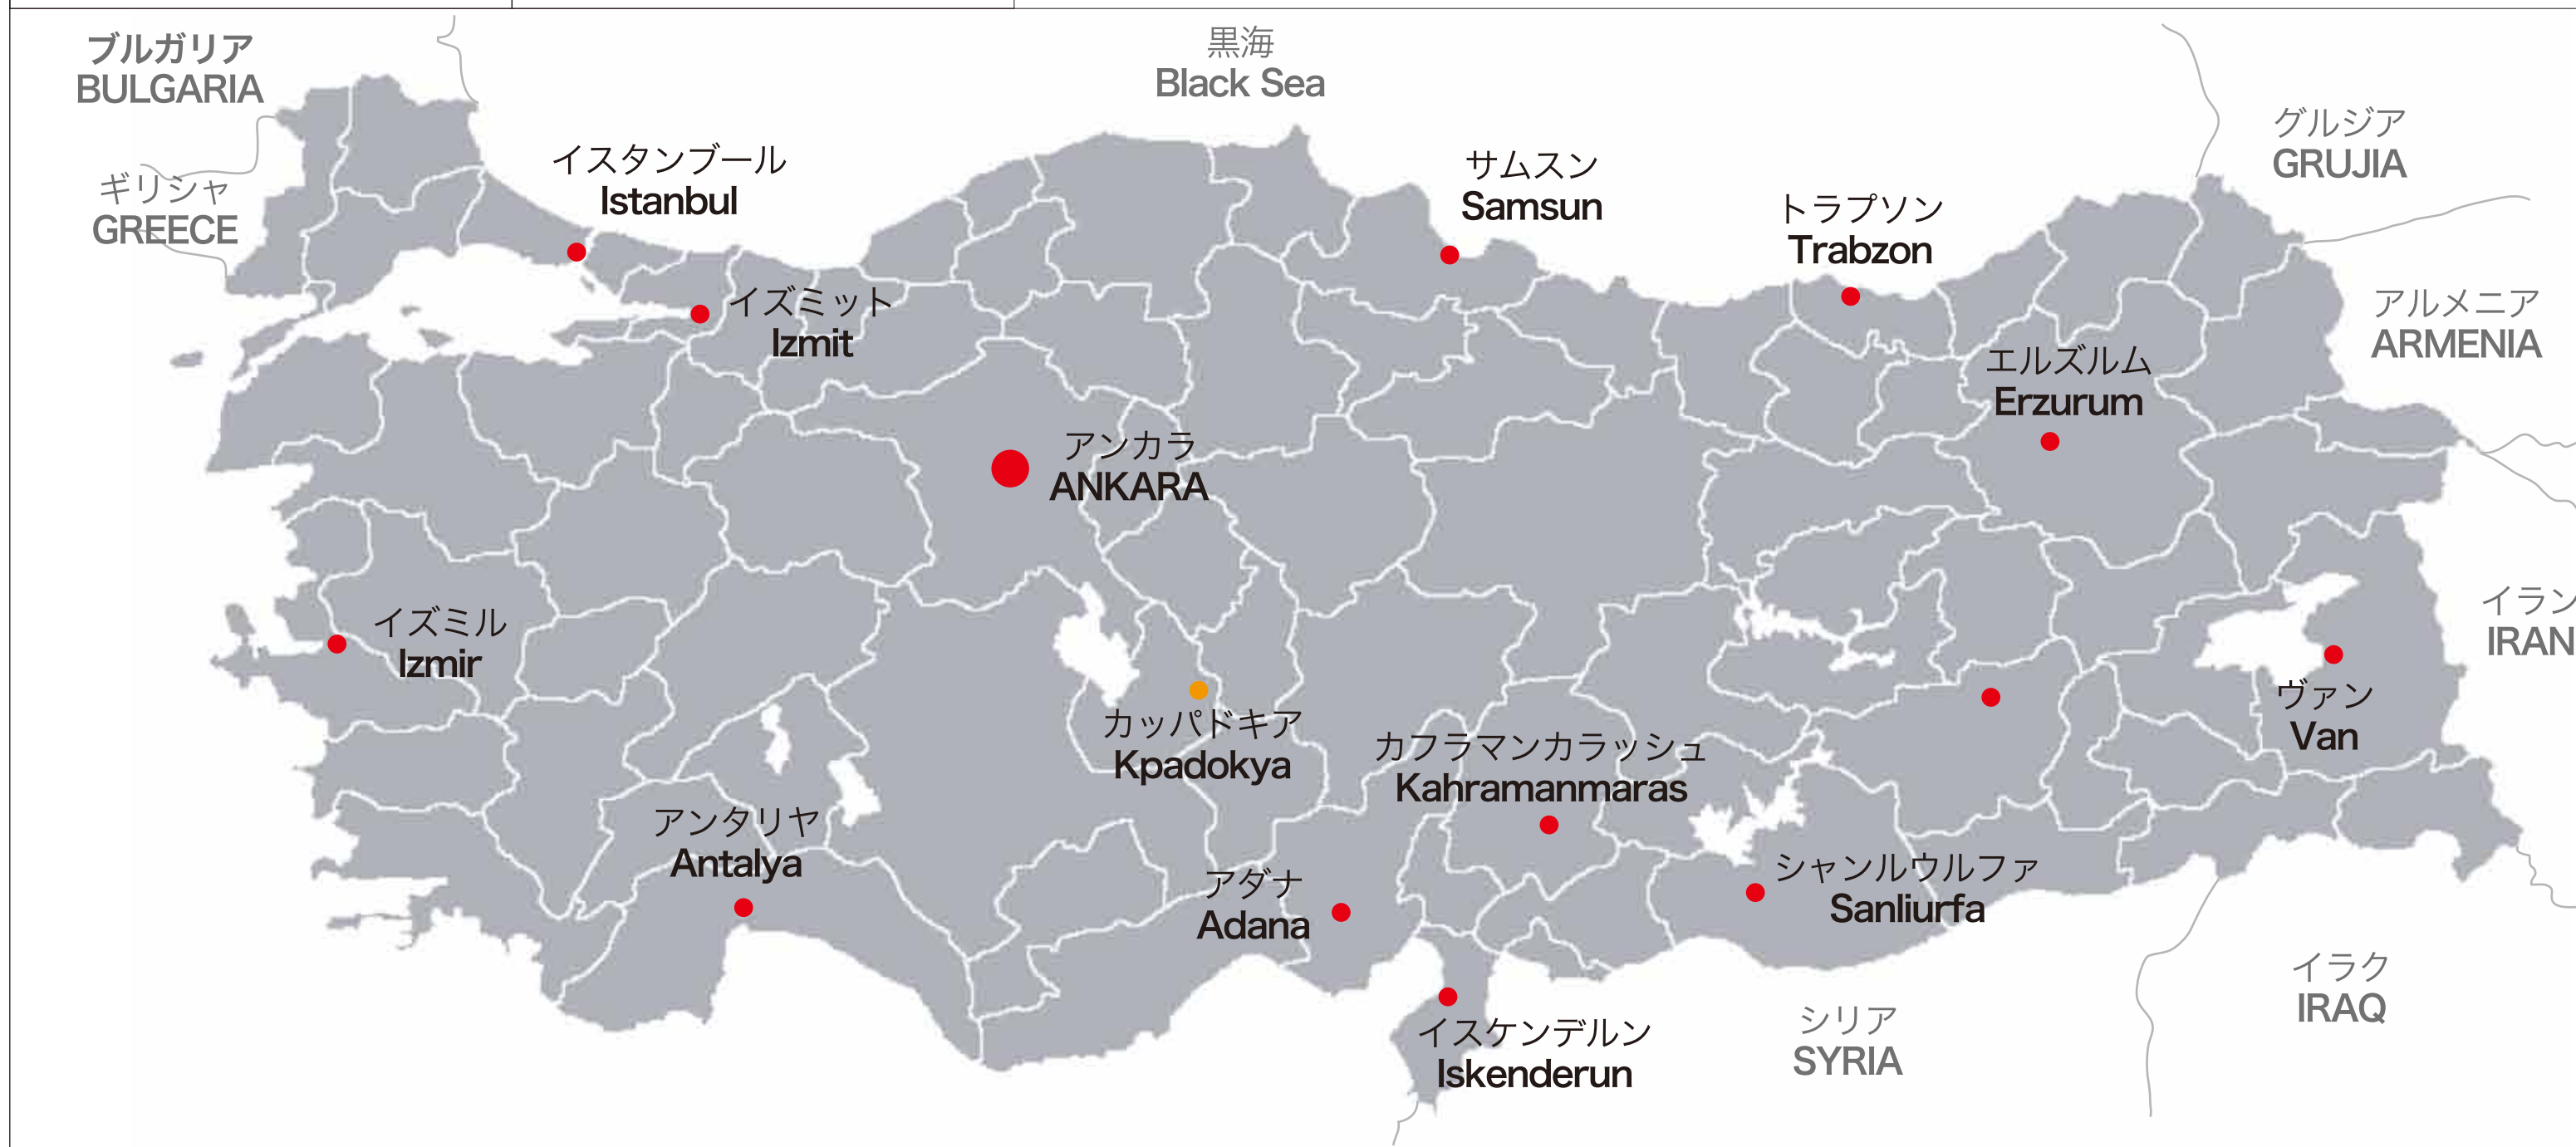 ブルガリア
BULGARIA
黒海
Black Sea
グルジア
GRUJIA
ギリシャ
GREECE
イスタンブール
Istanbul
サムスン
Samsun
トラブソン
Trabzon
イズミット
Izmit
アルメニア
ARMENIA
エルズルム
Erzurum
アンカラ
ANKARA
イズミル
Izmir
イラン
IRAN
ヴァン
Van
カッパドキア
Kpadokya
カフラマンカラッシュ
Kahramanmaras
アンタリヤ
Antalya
アダナ
Adana
シャンルウルファ
Sanliurfa
イスケンデルン
Iskenderun
シリア
SYRIA
イラク
IRAQ